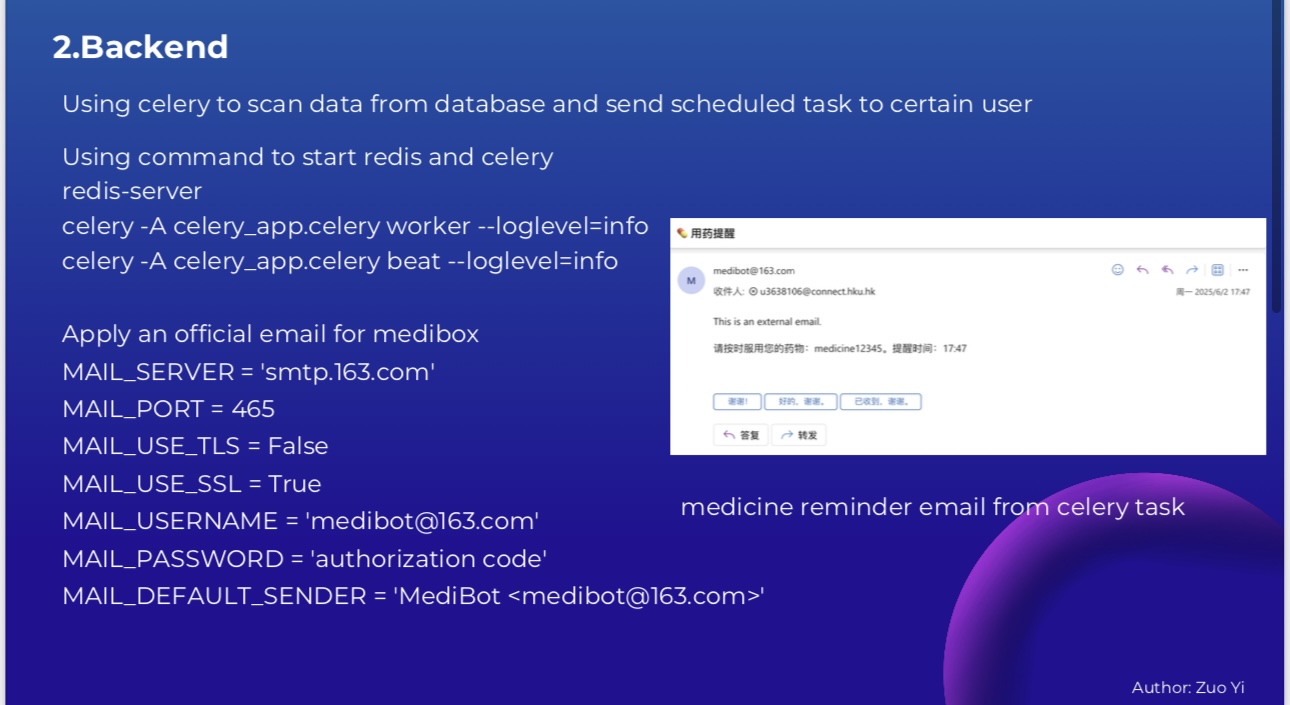 2.Backend
Using celery to scan data from database and send scheduled task to certain user
Using command to start redis and celery
redis-server
celery -A celery_app.celery worker --loglevel=info
celery -A celery_app.celery beat --loglevel=info
Apply an official email for medibox
MAIL_SERVER = 'smtp.163.com'
MAIL_PORT = 465
MAIL_USE_TLS = False
MAIL_USE_SSL = True
MAIL_USERNAME = 'medibot@163.com'
MAIL_PASSWORD = 'authorization code'
MAIL_DEFAULT_SENDER = 'MediBot <medibot@163.com>'
用药提醒
M
medibot@163.com
收件人: u3638106@connect.hku.hk
周一 2025/6/2 17:47
This is an external email.
请按时服用您的药物：medicine12345。提醒时间：17:47
谢谢!
好的、谢谢。
已收到、谢谢。
答复
转发
medicine reminder email from celery task
Author: Zuo Yi